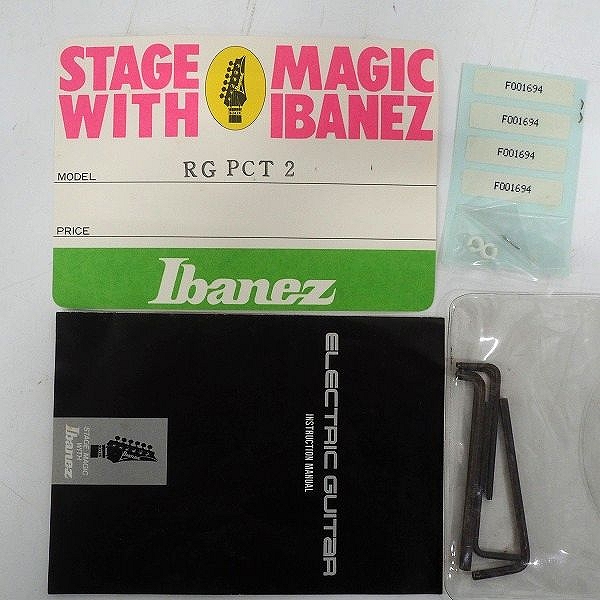 STAGE MAGIC
WITH IBANEZ
MODEL RG PCT 2
PRICE
Ibanez
F001694
F001694
F001694
F001694
ELECTRIC GUITAR
INSTRUCTION MANUAL
STAGE MAGIC
WITH
Ibanez